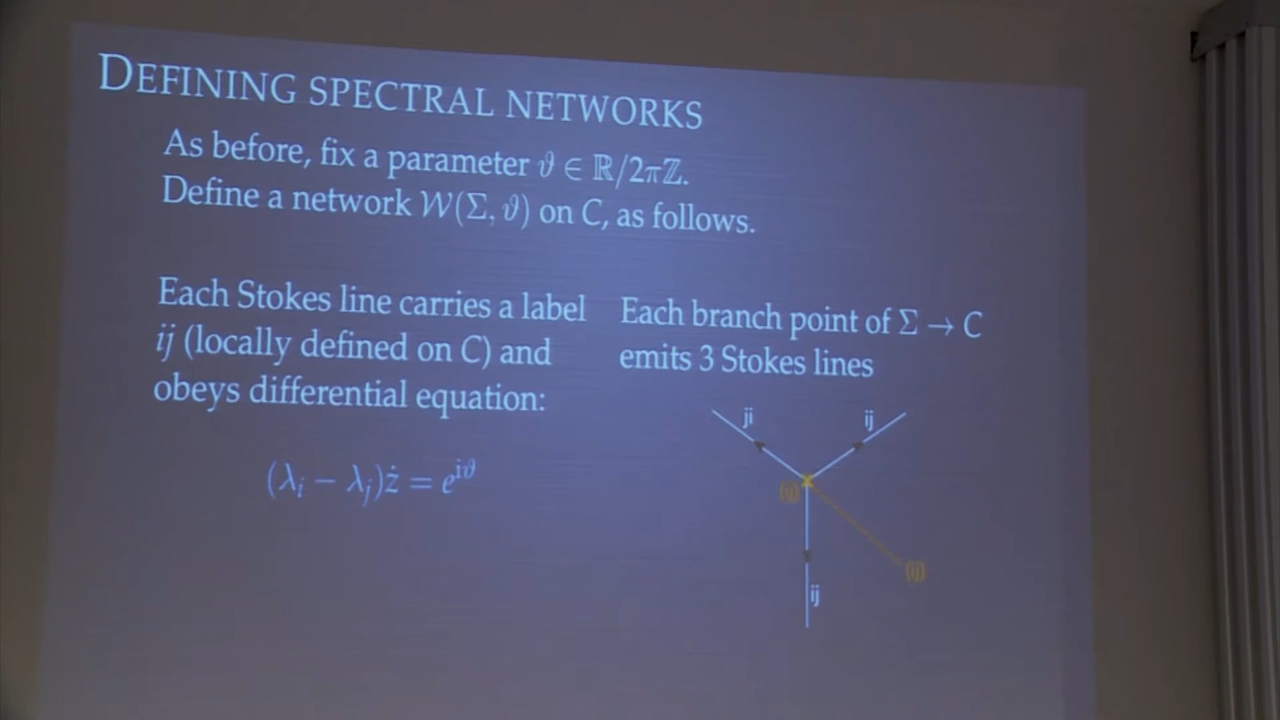 DEFINING SPECTRAL NETWORKS
As before, fix a parameter ϑ ∈ ℝ/2πℤ.
Define a network 𝒲(Σ, ϑ) on C, as follows.
Each Stokes line carries a label
ij (locally defined on C) and
obeys differential equation:
(λᵢ − λⱼ)ż = e^{iϑ}
Each branch point of Σ → C
emits 3 Stokes lines
ji
ij
(ij)
(ij)
ij